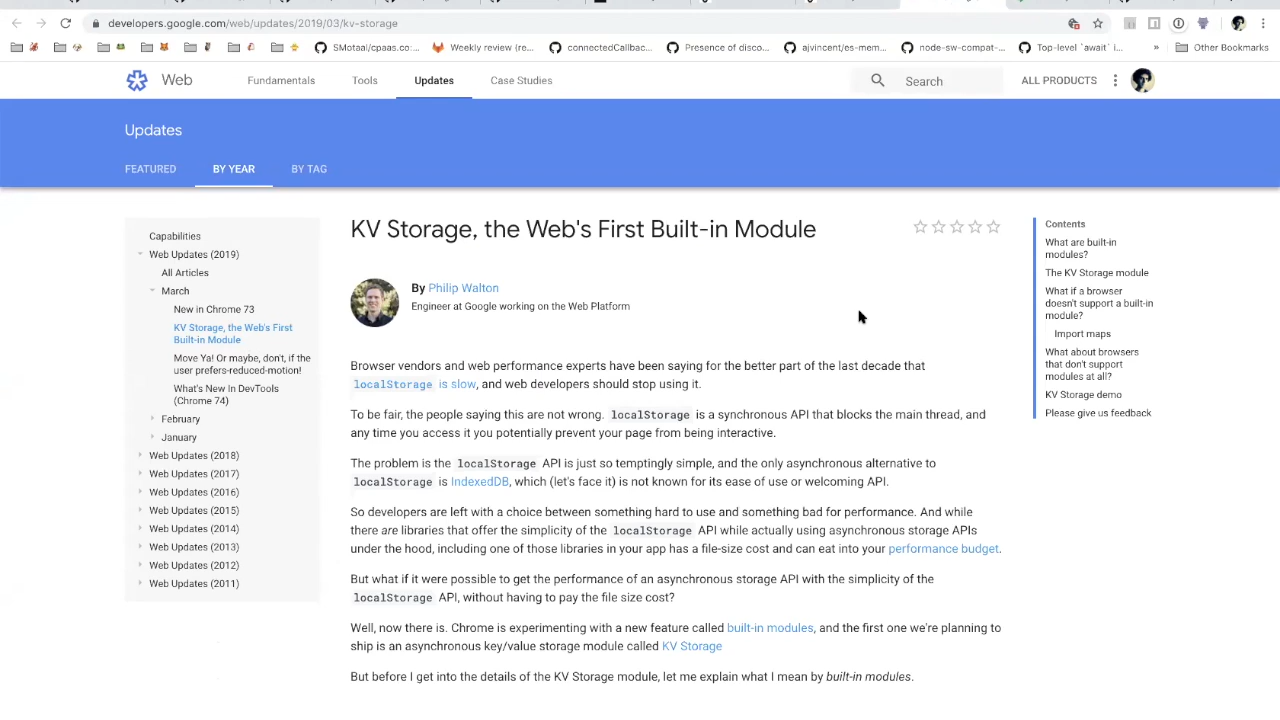 developers.google.com/web/updates/2019/03/kv-storage
SMotaal/cpaas.co:...
Weekly review (re...
connectedCallbac...
Presence of disco...
ajvincent/es-mem...
node-sw-compat-...
Top-level `await` i...
»
Other Bookmarks
Web
Fundamentals
Tools
Updates
Case Studies
Search
ALL PRODUCTS
Updates
FEATURED
BY YEAR
BY TAG
Capabilities
Web Updates (2019)
All Articles
March
New in Chrome 73
KV Storage, the Web's First
Built-in Module
Move Ya! Or maybe, don't, if the
user prefers-reduced-motion!
What's New In DevTools
(Chrome 74)
February
January
Web Updates (2018)
Web Updates (2017)
Web Updates (2016)
Web Updates (2015)
Web Updates (2014)
Web Updates (2013)
Web Updates (2012)
Web Updates (2011)
KV Storage, the Web's First Built-in Module
By Philip Walton
Engineer at Google working on the Web Platform
Browser vendors and web performance experts have been saying for the better part of the last decade that
localStorage is slow, and web developers should stop using it.
To be fair, the people saying this are not wrong. localStorage is a synchronous API that blocks the main thread, and
any time you access it you potentially prevent your page from being interactive.
The problem is the localStorage API is just so temptingly simple, and the only asynchronous alternative to
localStorage is IndexedDB, which (let's face it) is not known for its ease of use or welcoming API.
So developers are left with a choice between something hard to use and something bad for performance. And while
there are libraries that offer the simplicity of the localStorage API while actually using asynchronous storage APIs
under the hood, including one of those libraries in your app has a file-size cost and can eat into your performance budget.
But what if it were possible to get the performance of an asynchronous storage API with the simplicity of the
localStorage API, without having to pay the file size cost?
Well, now there is. Chrome is experimenting with a new feature called built-in modules, and the first one we're planning to
ship is an asynchronous key/value storage module called KV Storage
But before I get into the details of the KV Storage module, let me explain what I mean by built-in modules.
Contents
What are built-in
modules?
The KV Storage module
What if a browser
doesn't support a built-in
module?
Import maps
What about browsers
that don't support
modules at all?
KV Storage demo
Please give us feedback